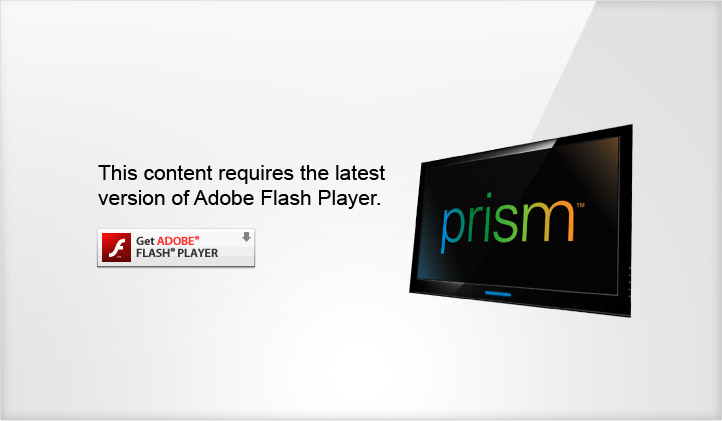 This content requires the latest
version of Adobe Flash Player.
Get ADOBE®
FLASH® PLAYER
prism™